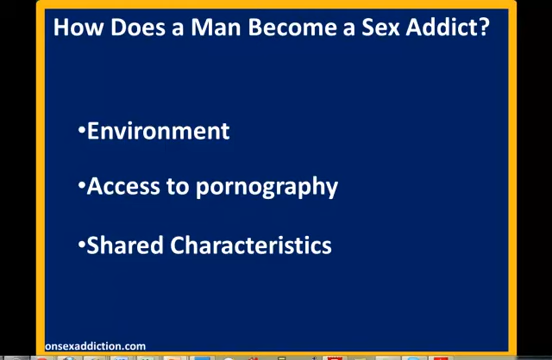 How Does a Man Become a Sex Addict?
•Environment
•Access to pornography
•Shared Characteristics
onsexaddiction.com